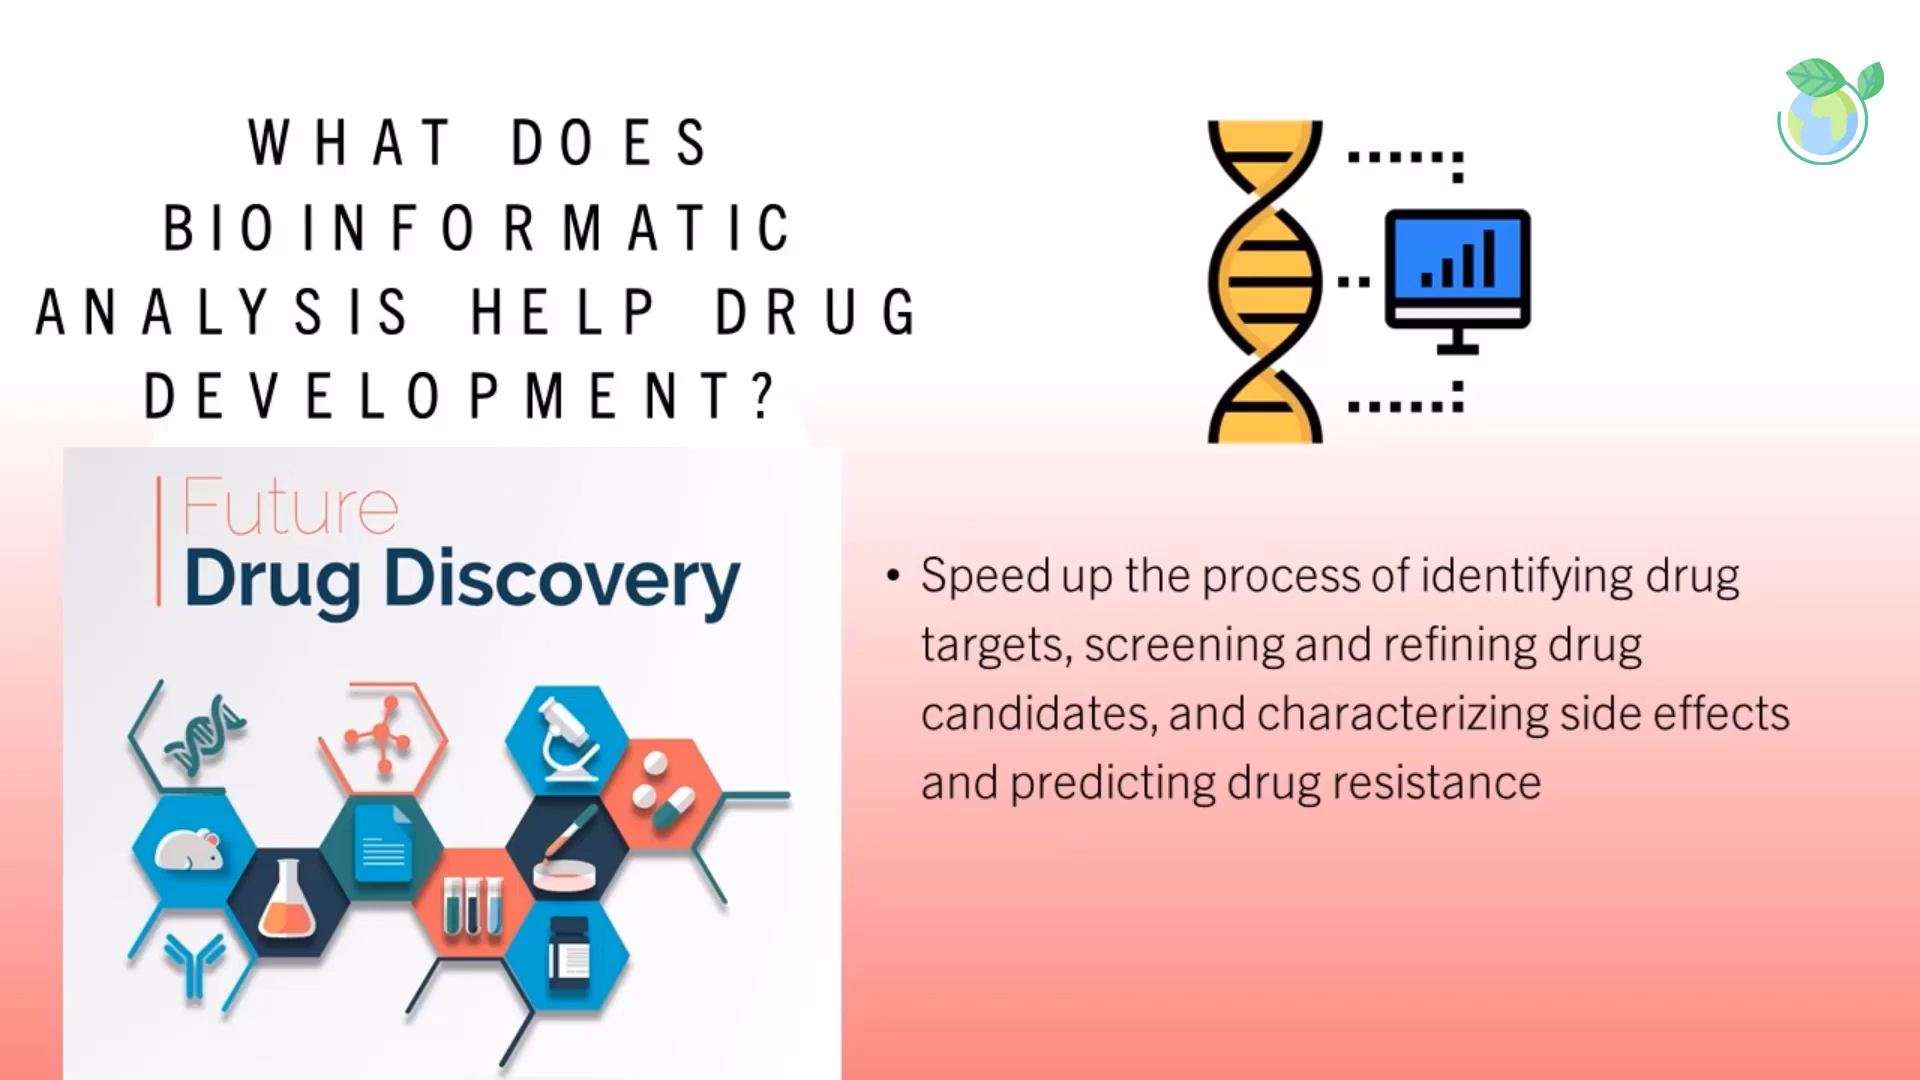 WHAT DOES
BIOINFORMATIC
ANALYSIS HELP DRUG
DEVELOPMENT?
Future
Drug Discovery
• Speed up the process of identifying drug
targets, screening and refining drug
candidates, and characterizing side effects
and predicting drug resistance